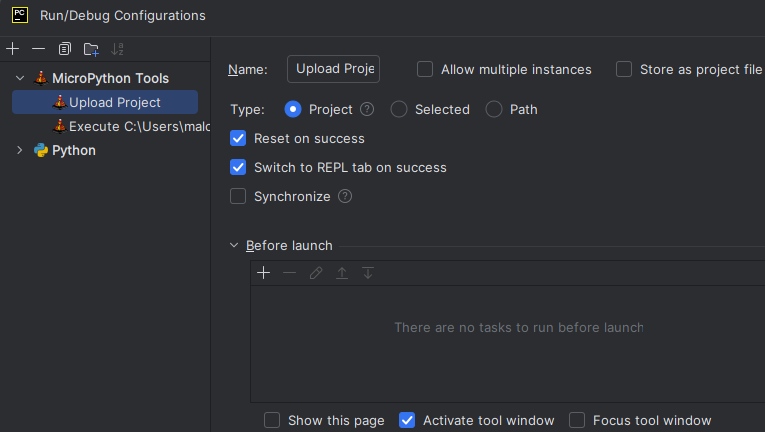 PC Run/Debug Configurations
MicroPython Tools
Upload Project
Execute C:\Users\malc
Python
Name: Upload Proje Allow multiple instances Store as project file
Type: Project ? Selected Path
Reset on success
Switch to REPL tab on success
Synchronize ?
Before launch
There are no tasks to run before launch
Show this page Activate tool window Focus tool window